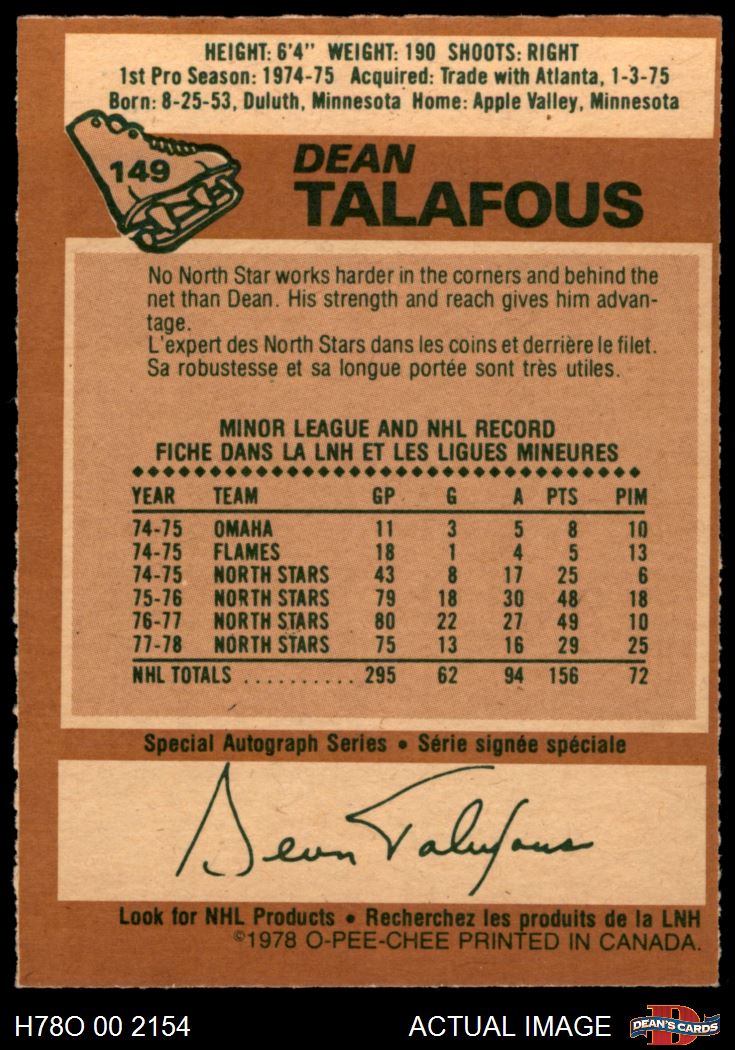 HEIGHT: 6'4" WEIGHT: 190 SHOOTS: RIGHT
1st Pro Season: 1974-75 Acquired: Trade with Atlanta, 1-3-75
Born: 8-25-53, Duluth, Minnesota Home: Apple Valley, Minnesota
149
DEAN
TALAFOUS
No North Star works harder in the corners and behind the
net than Dean. His strength and reach gives him advan-
tage.
L'expert des North Stars dans les coins et derrière le filet.
Sa robustesse et sa longue portée sont très utiles.
MINOR LEAGUE AND NHL RECORD
FICHE DANS LA LNH ET LES LIGUES MINEURES
YEAR TEAM GP G A PTS PIM
74-75 OMAHA 11 3 5 8 10
74-75 FLAMES 18 1 4 5 13
74-75 NORTH STARS 43 8 17 25 6
75-76 NORTH STARS 79 18 30 48 18
76-77 NORTH STARS 80 22 27 49 10
77-78 NORTH STARS 75 13 16 29 25
NHL TOTALS .......... 295 62 94 156 72
Special Autograph Series • Série signée spéciale
Dean Talafous
Look for NHL Products • Recherchez les produits de la LNH
©1978 O-PEE-CHEE PRINTED IN CANADA.
H78O 00 2154 ACTUAL IMAGE D DEAN'S CARDS